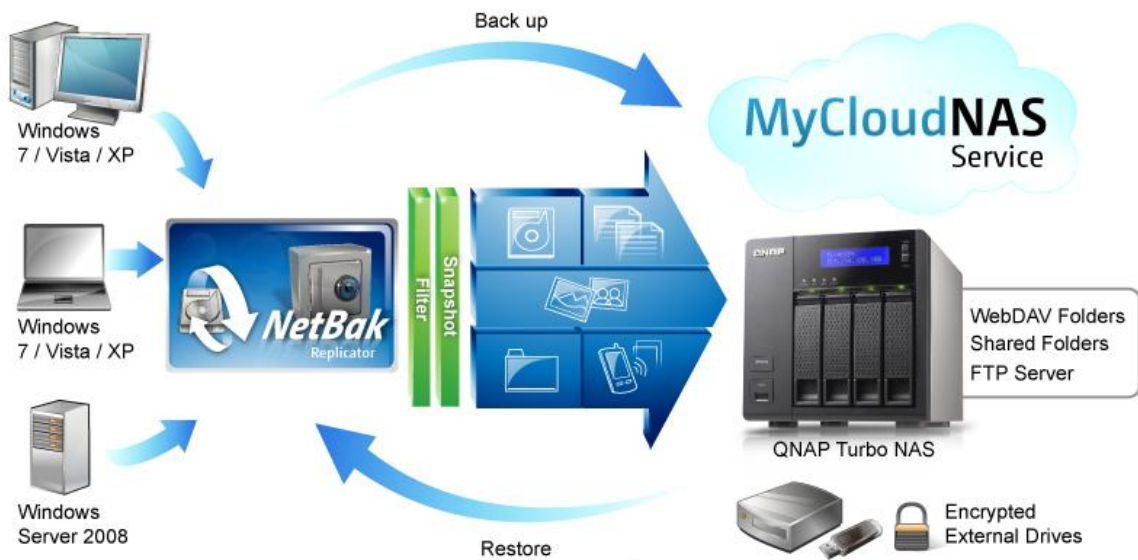 Back up
Windows
7 / Vista / XP
MyCloudNAS
Service
Windows
7 / Vista / XP
NetBak
Replicator
Filter
Snapshot
QNAP
WebDAV Folders
Shared Folders
FTP Server
QNAP Turbo NAS
Windows
Server 2008
Restore
Encrypted
External Drives